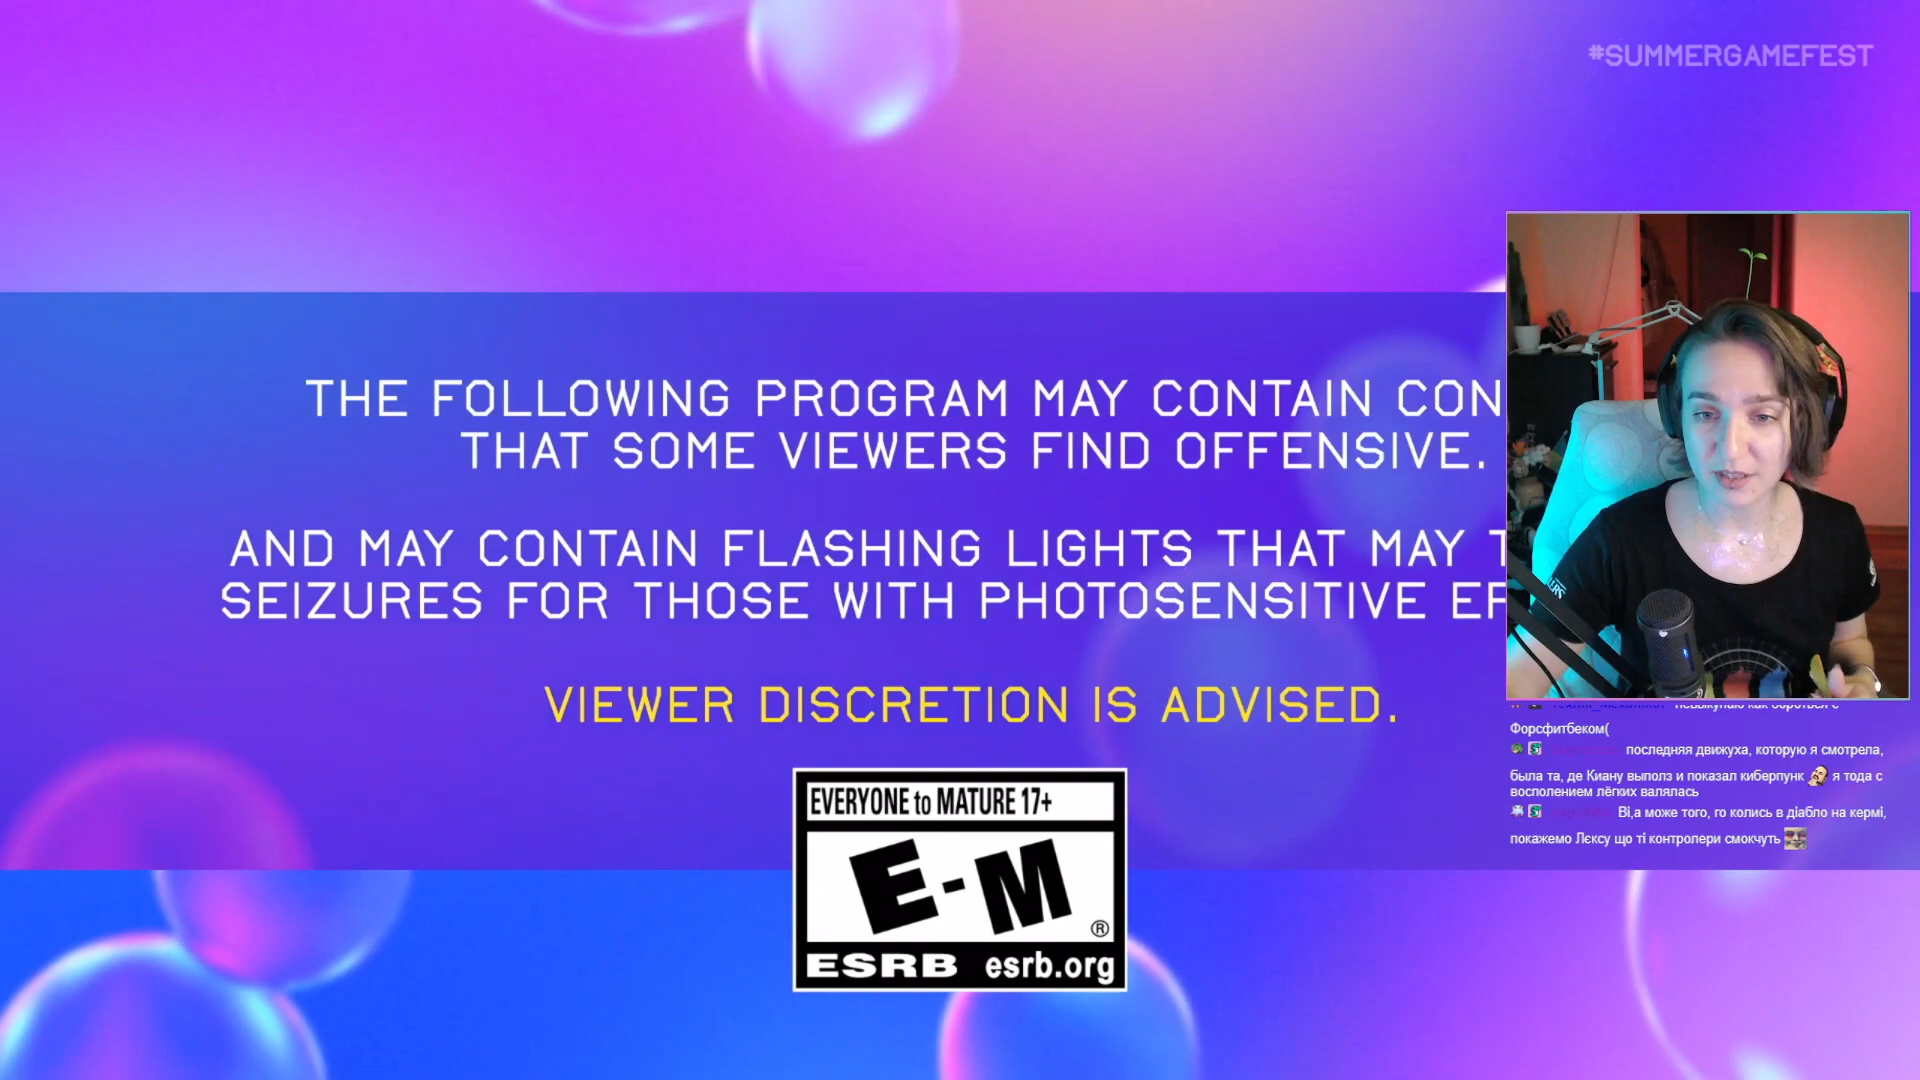 #SUMMERGAMEFEST
THE FOLLOWING PROGRAM MAY CONTAIN CON
THAT SOME VIEWERS FIND OFFENSIVE.
AND MAY CONTAIN FLASHING LIGHTS THAT MAY T
SEIZURES FOR THOSE WITH PHOTOSENSITIVE EP
VIEWER DISCRETION IS ADVISED.
EVERYONE to MATURE 17+
E-M®
ESRB esrb.org
Форсфитбеком(
последняя движуха, которую я смотрела,
была та, де Киану выполз и показал киберпунк я тода с
восполением лёгких валялась
Ві,а може того, го колись в діабло на кермі,
покажемо Лєксу що ті контролери смокчуть